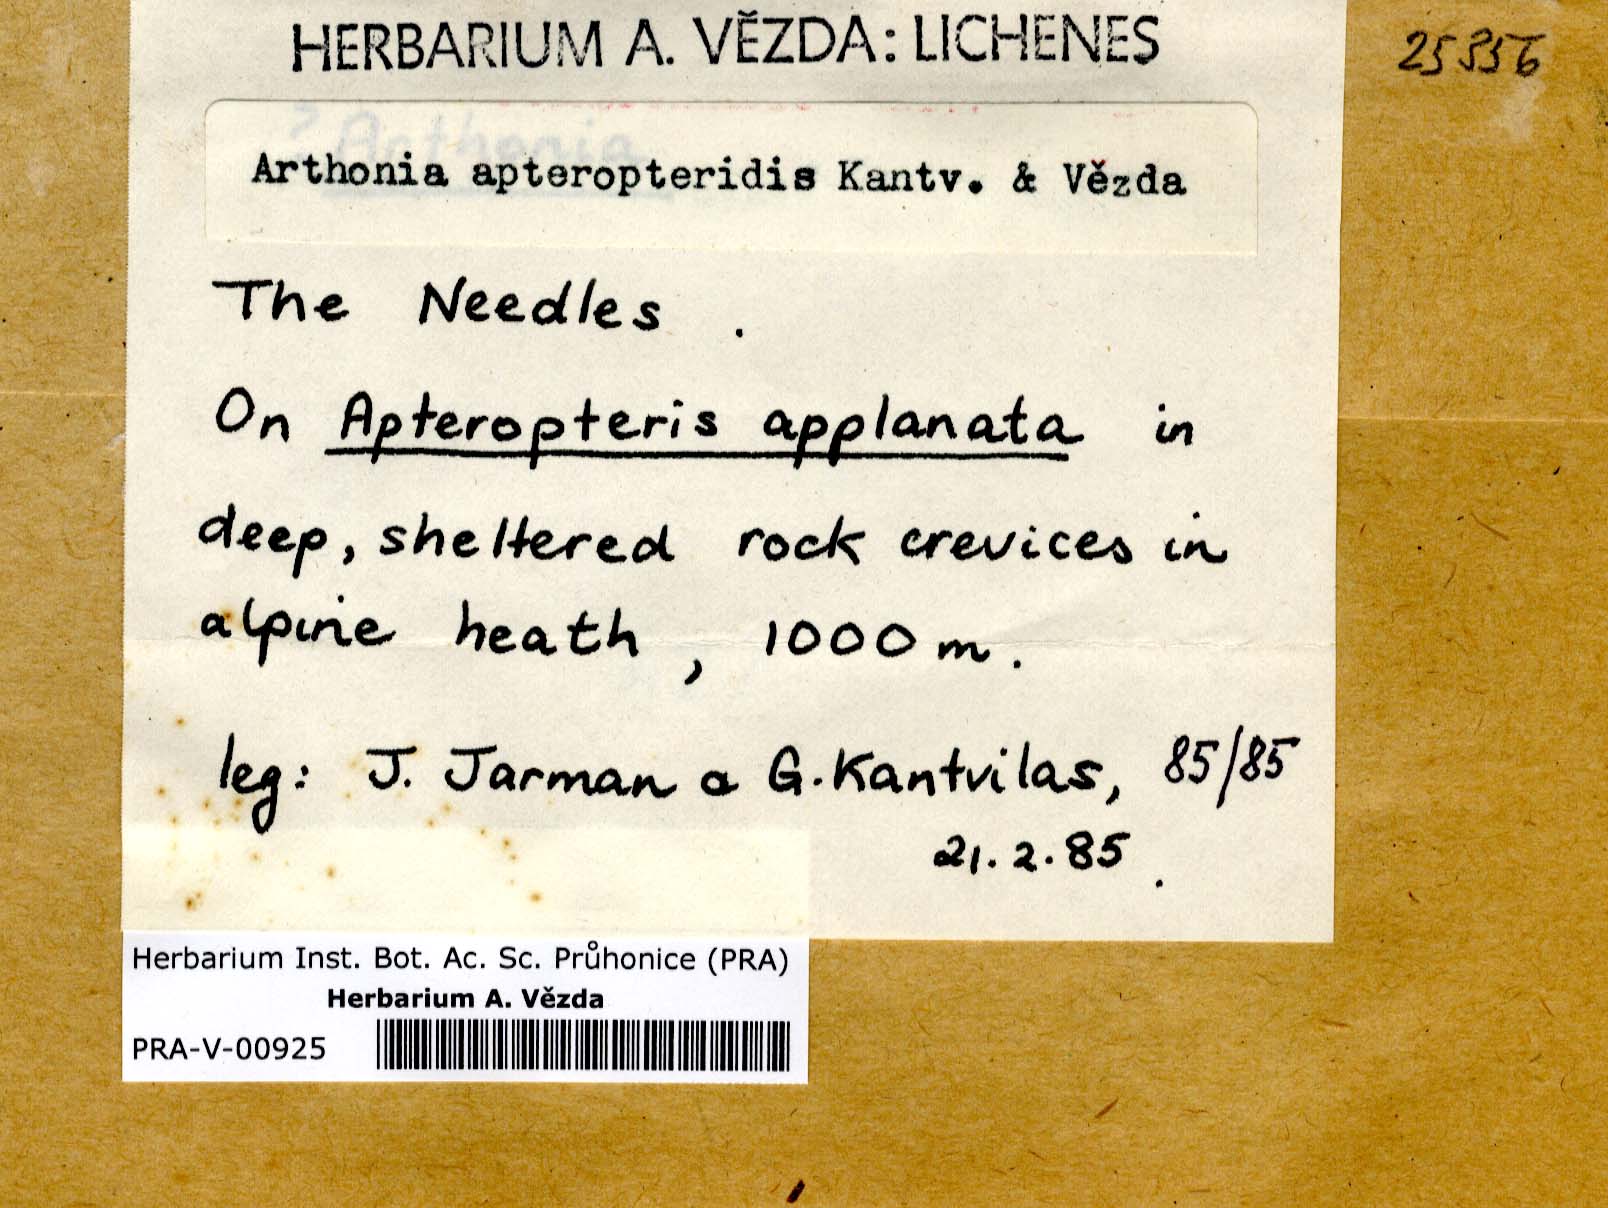 HERBARIUM A. VĚZDA: LICHENES
25956
Arthonia apteropteridis Kantv. & Vězda
The Needles.
On Apteropteris applanata in
deep, sheltered rock crevices in
alpine heath, 1000 m.
leg: J. Jarman & G. Kantvilas, 85/85
21.2.85.
Herbarium Inst. Bot. Ac. Sc. Průhonice (PRA)
Herbarium A. Vězda
PRA-V-00925